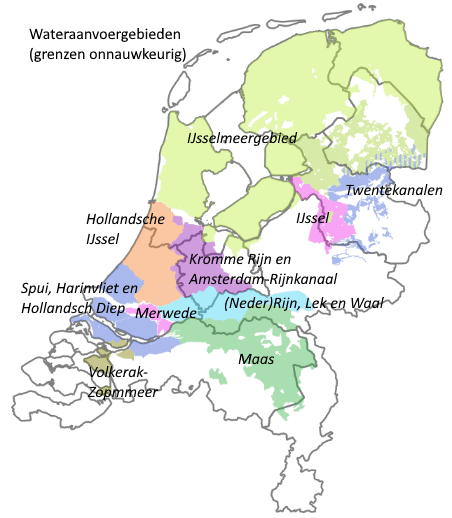 Wateraanvoergebieden
(grenzen onnauwkeurig)
IJsselmeergebied
Twentekanalen
Hollandsche
IJssel
IJssel
Kromme Rijn en
Amsterdam-Rijnkanaal
Spui, Harinvliet en
Hollandsch Diep
(Neder)Rijn, Lek en Waal
Merwede
Maas
Volkerak-
Zopmmeer